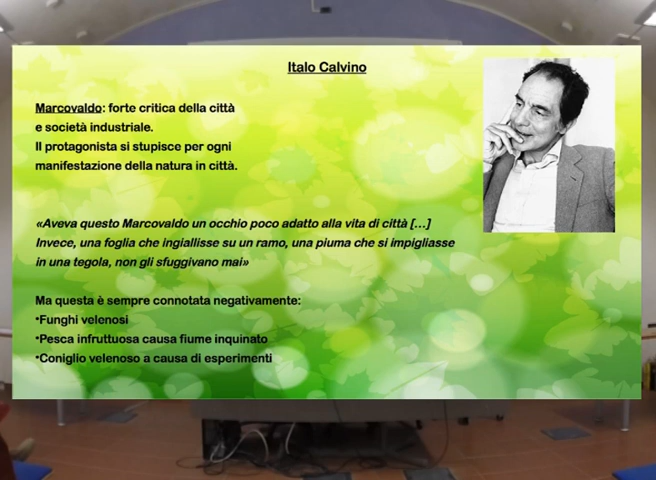 Italo Calvino
Marcovaldo: forte critica della città
e società industriale.
Il protagonista si stupisce per ogni
manifestazione della natura in città.
«Aveva questo Marcovaldo un occhio poco adatto alla vita di città [...]
Invece, una foglia che ingiallisse su un ramo, una piuma che si impigliasse
in una tegola, non gli sfuggivano mai»
Ma questa è sempre connotata negativamente:
•Funghi velenosi
•Pesca infruttuosa causa fiume inquinato
•Coniglio velenoso a causa di esperimenti